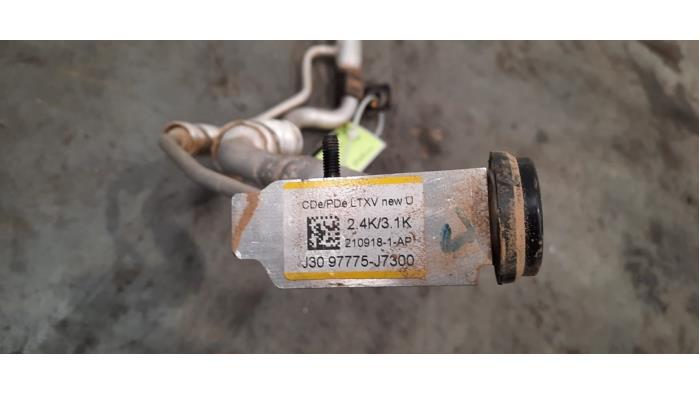 CDe/PDe LTXV new U
2.4K/3.1K
210918-1-AP
J30 97775-J7300